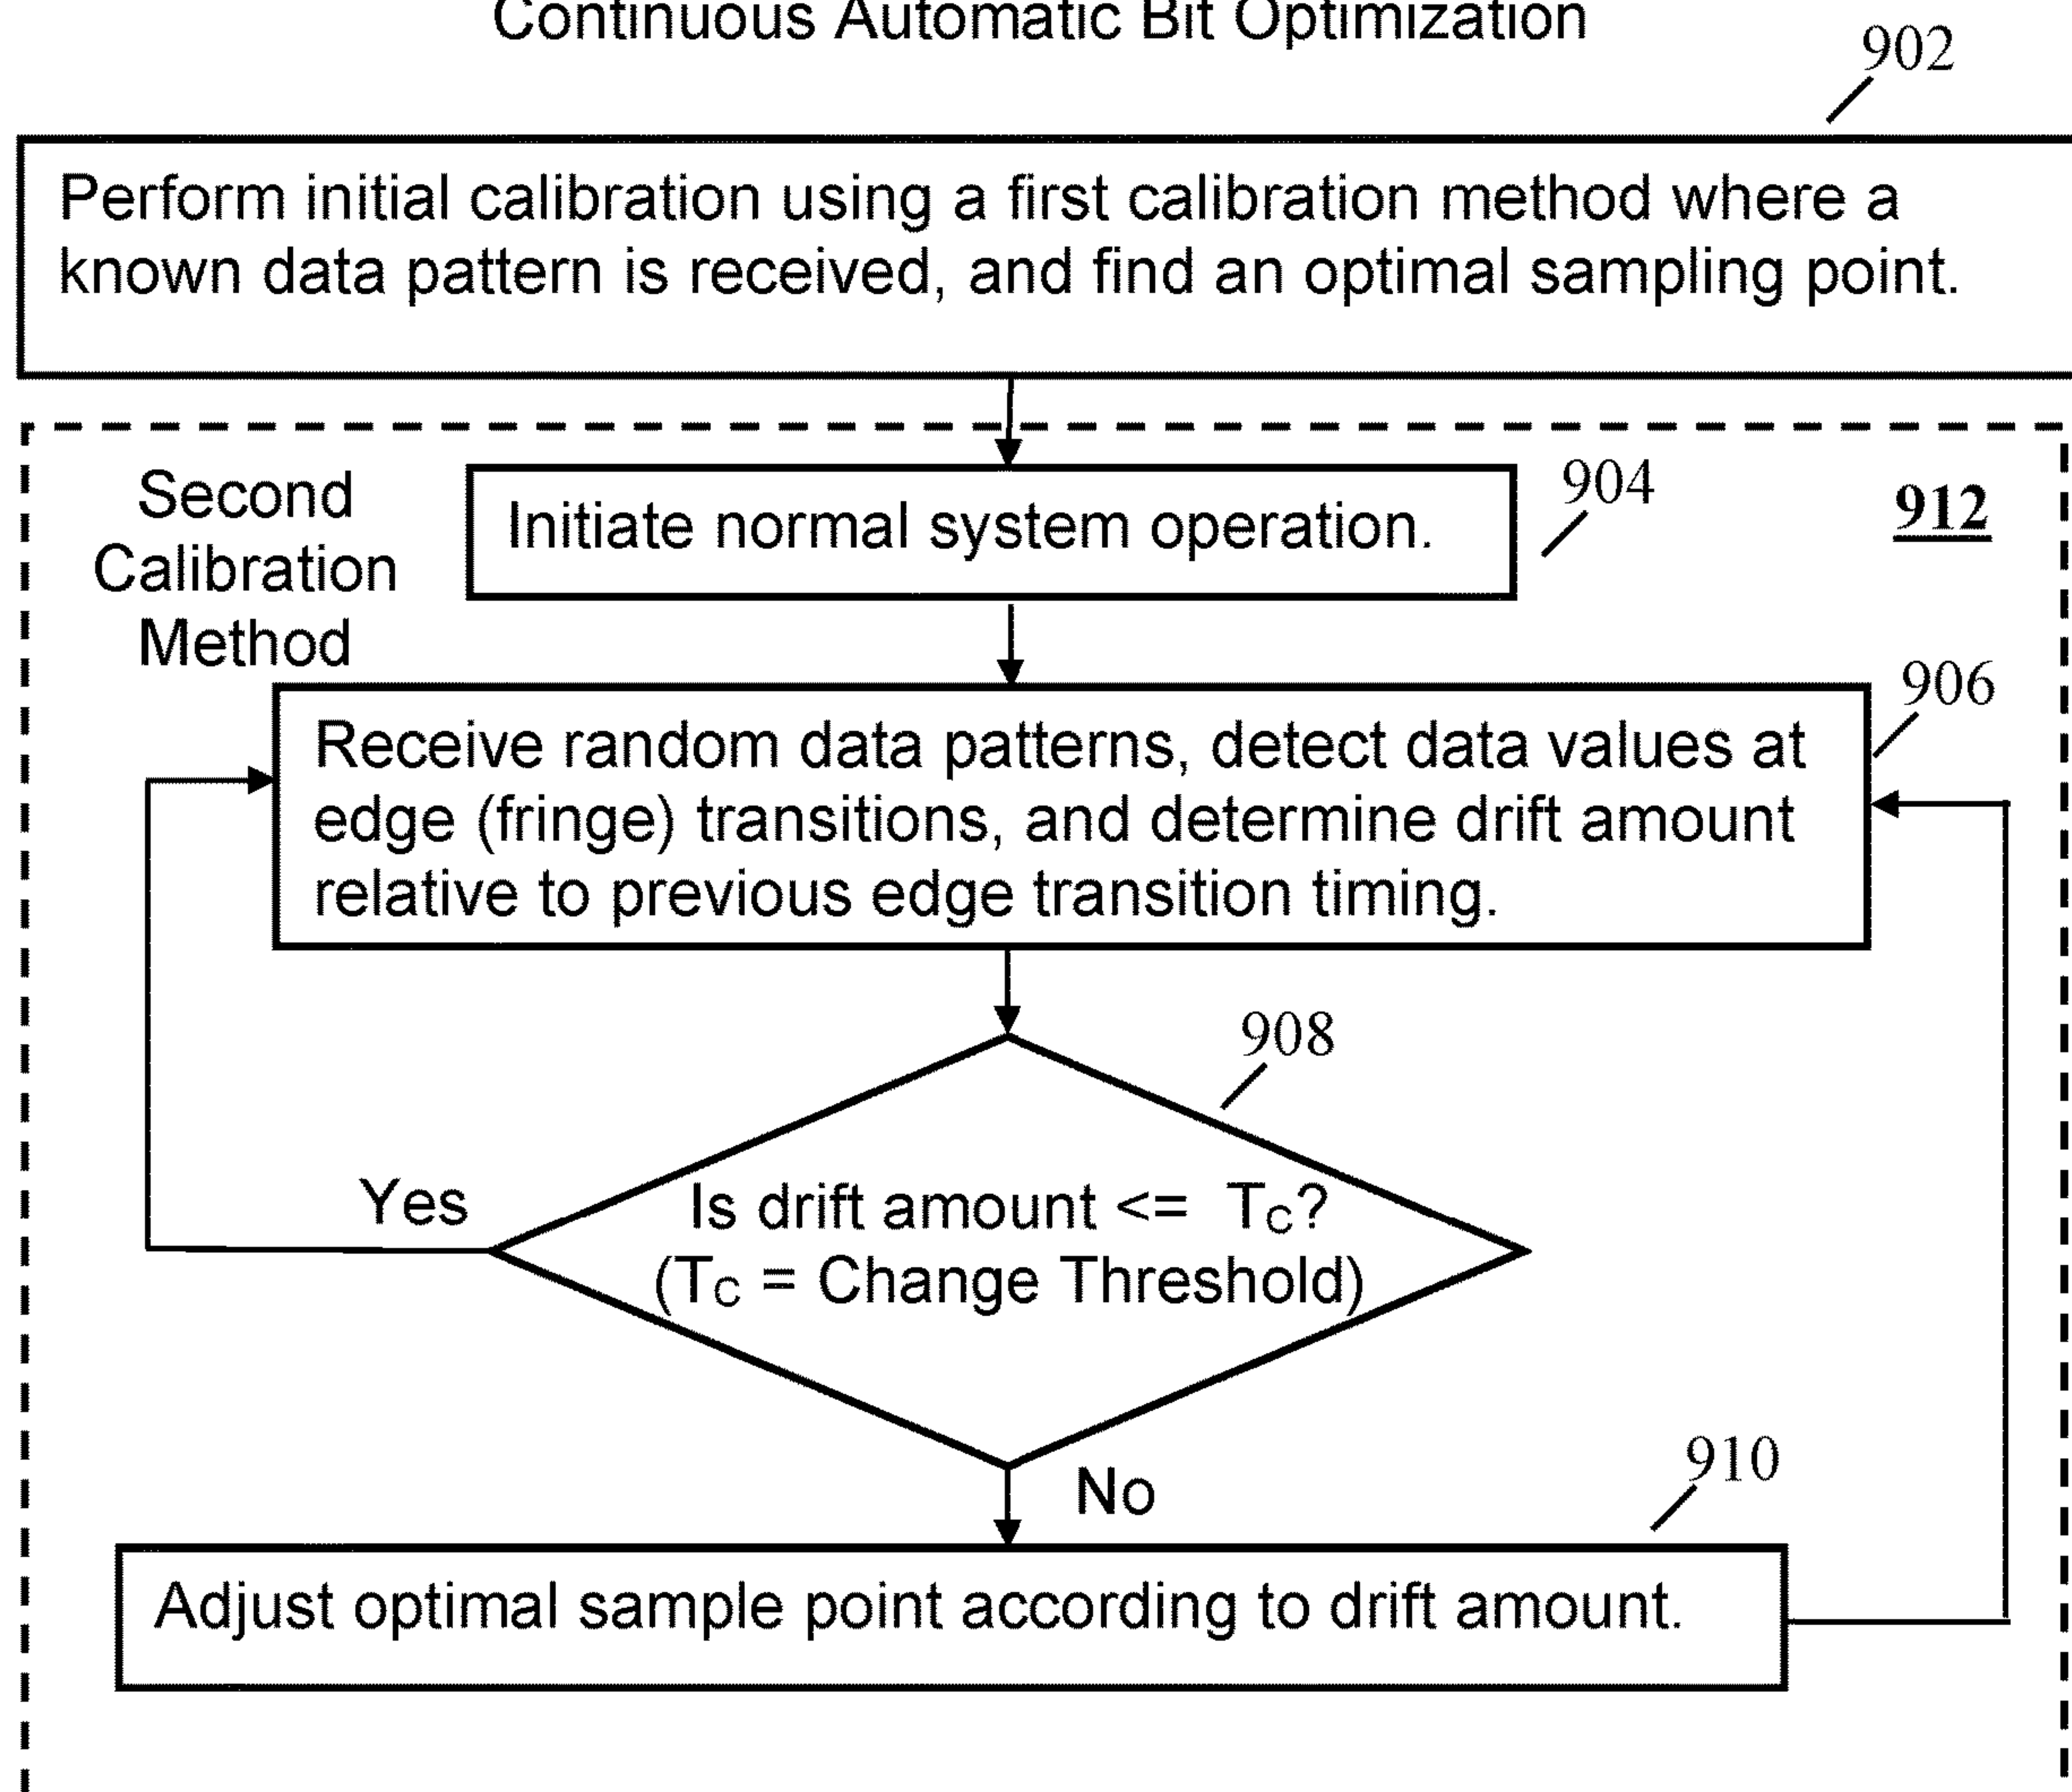 Continuous Automatic Bit Optimization
902
Perform initial calibration using a first calibration method where a
known data pattern is received, and find an optimal sampling point.
Second
Calibration
Method
Initiate normal system operation.
904
912
906
Receive random data patterns, detect data values at
edge (fringe) transitions, and determine drift amount
relative to previous edge transition timing.
908
Yes
Is drift amount <= TC?
(TC = Change Threshold)
No
910
Adjust optimal sample point according to drift amount.